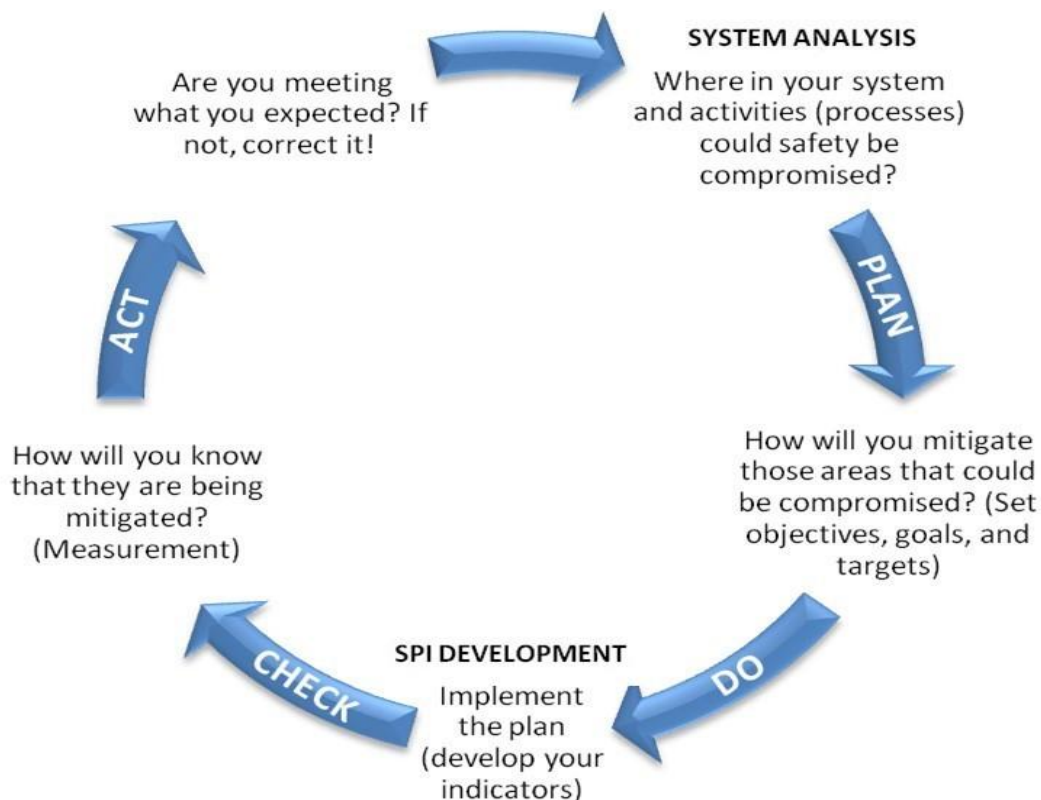 SYSTEM ANALYSIS
Where in your system
and activities (processes)
could safety be
compromised?
PLAN
How will you mitigate
those areas that could
be compromised? (Set
objectives, goals, and
targets)
DO
SPI DEVELOPMENT
Implement
the plan
(develop your
indicators)
CHECK
How will you know
that they are being
mitigated?
(Measurement)
ACT
Are you meeting
what you expected? If
not, correct it!